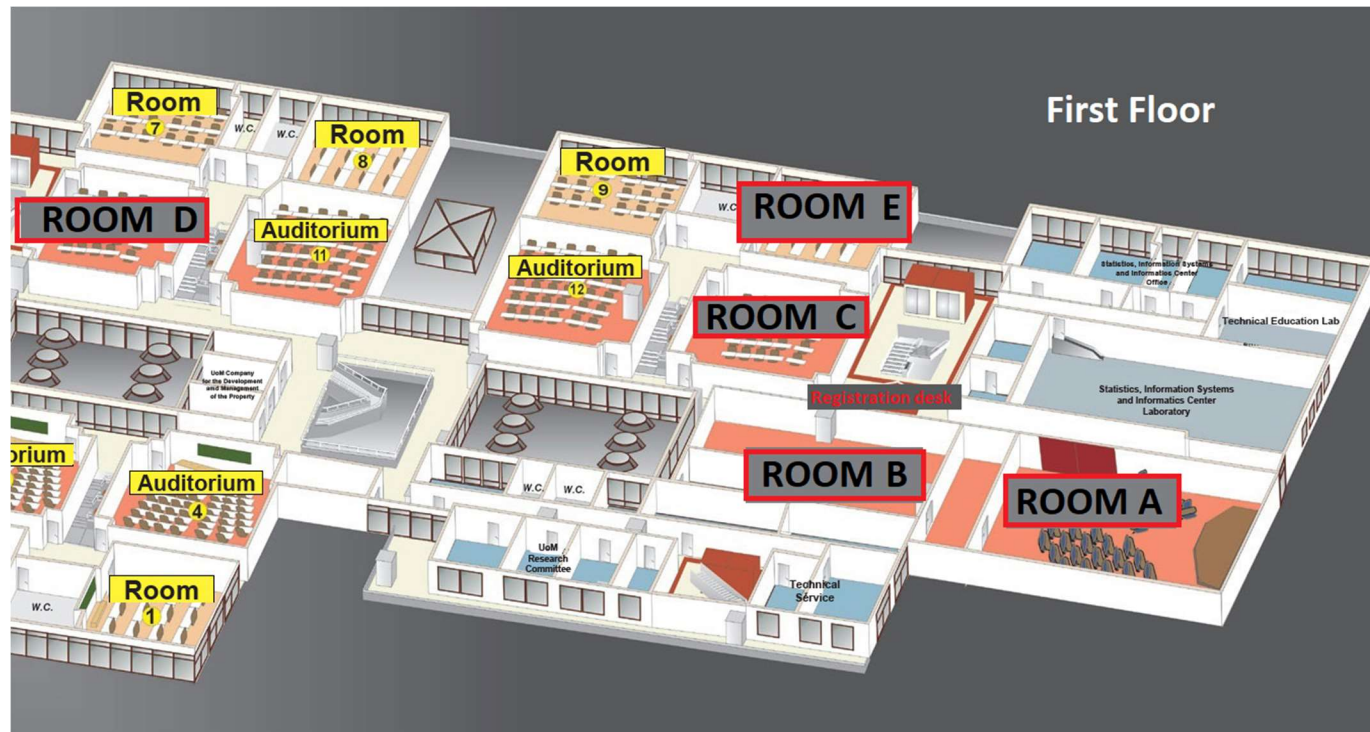 First Floor
Room
7
W.C.
W.C.
Room
8
Room
9
W.C.
ROOM E
ROOM D
Auditorium
11
Auditorium
12
ROOM C
Statistics, Information Systems
and Informatics Center
Office
Technical Education Lab
UoM Company
for the Development
and Management
of the Property
Registration desk
Statistics, Information Systems
and Informatics Center
Laboratory
orium
Auditorium
4
W.C.
W.C.
ROOM B
ROOM A
UoM
Research
Committee
Technical
Service
Room
1
W.C.